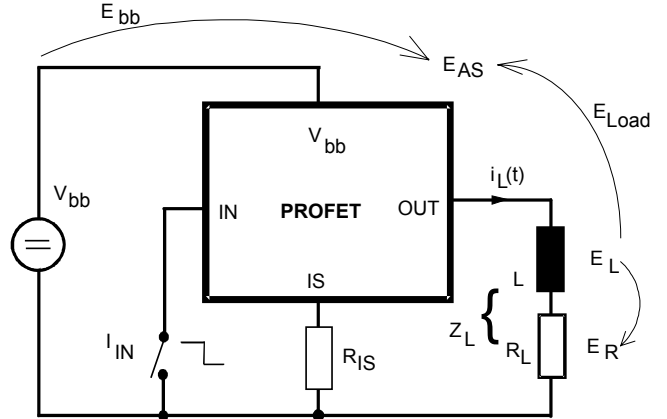 E bb
E AS
E Load
V bb
V bb
i L(t)
IN
PROFET
OUT
IS
L
E L
Z L
{
I IN
R IS
R L
E R